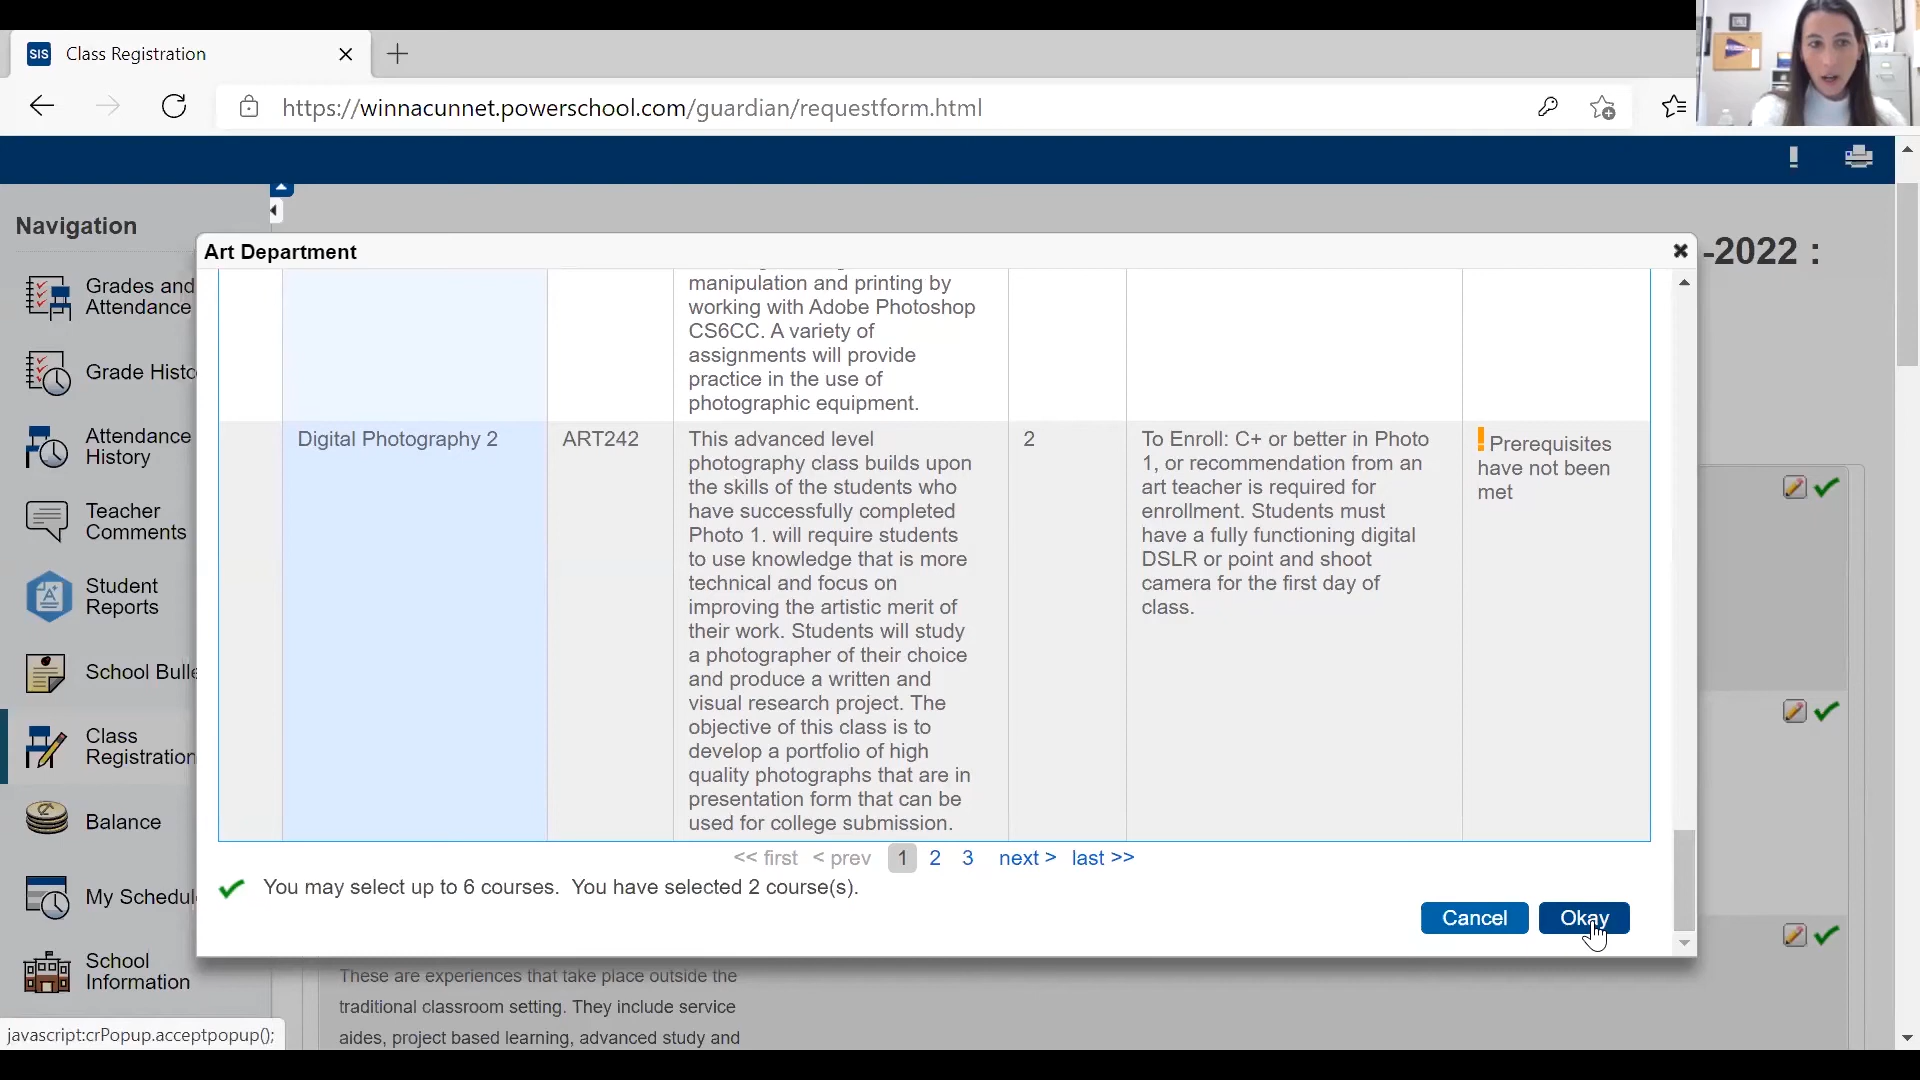 SIS Class Registration
https://winnacunnet.powerschool.com/guardian/requestform.html
Navigation
-2022 :
Grades and
Attendance
Grade Histo
Attendance
History
Teacher
Comments
Student
Reports
School Bulle
Class
Registration
Balance
My Schedul
School
Information
Art Department
manipulation and printing by
working with Adobe Photoshop
CS6CC. A variety of
assignments will provide
practice in the use of
photographic equipment.
Digital Photography 2
ART242
This advanced level
photography class builds upon
the skills of the students who
have successfully completed
Photo 1. will require students
to use knowledge that is more
technical and focus on
improving the artistic merit of
their work. Students will study
a photographer of their choice
and produce a written and
visual research project. The
objective of this class is to
develop a portfolio of high
quality photographs that are in
presentation form that can be
used for college submission.
2
To Enroll: C+ or better in Photo
1, or recommendation from an
art teacher is required for
enrollment. Students must
have a fully functioning digital
DSLR or point and shoot
camera for the first day of
class.
Prerequisites
have not been
met
<< first < prev 1 2 3 next > last >>
You may select up to 6 courses. You have selected 2 course(s).
Cancel Okay
These are experiences that take place outside the
traditional classroom setting. They include service
aides, project based learning, advanced study and
javascript:crPopup.acceptpopup();